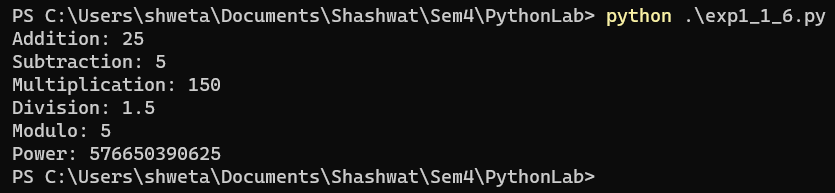 PS C:\Users\shweta\Documents\Shashwat\Sem4\PythonLab> python .\exp1_1_6.py
Addition: 25
Subtraction: 5
Multiplication: 150
Division: 1.5
Modulo: 5
Power: 576650390625
PS C:\Users\shweta\Documents\Shashwat\Sem4\PythonLab>